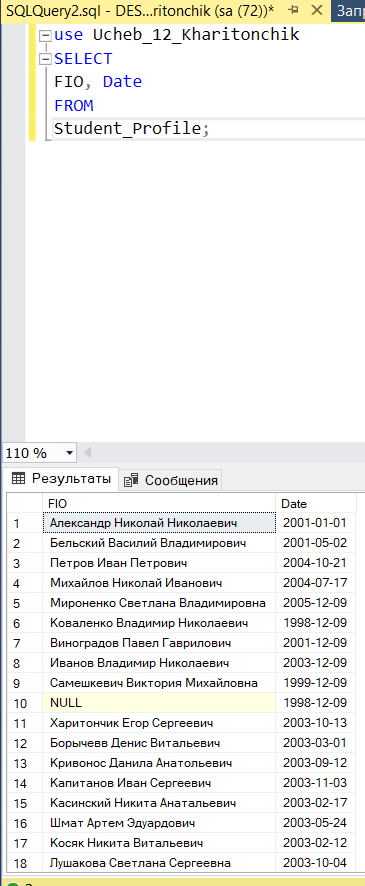 SQLQuery2.sql - DES...ritonchik (sa (72))* Запр
use Ucheb_12_Kharitonchik
SELECT
FIO, Date
FROM
Student_Profile;
110 %
Результаты Сообщения
FIO Date
1 Александр Николай Николаевич 2001-01-01
2 Бельский Василий Владимирович 2001-05-02
3 Петров Иван Петрович 2004-10-21
4 Михайлов Николай Иванович 2004-07-17
5 Мироненко Светлана Владимировна 2005-12-09
6 Коваленко Владимир Николаевич 1998-12-09
7 Виноградов Павел Гаврилович 2001-12-09
8 Иванов Владимир Николаевич 2003-12-09
9 Самешкевич Виктория Михайловна 1999-12-09
10 NULL 1998-12-09
11 Харитончик Егор Сергеевич 2003-10-13
12 Борычевв Денис Витальевич 2003-03-01
13 Кривонос Данила Анатольевич 2003-09-12
14 Капитанов Иван Сергеевич 2003-11-03
15 Касинский Никита Анатальевич 2003-02-17
16 Шмат Артем Эдуардович 2003-05-24
17 Косяк Никита Витальевич 2003-02-12
18 Лушакова Светлана Сергеевна 2003-10-04